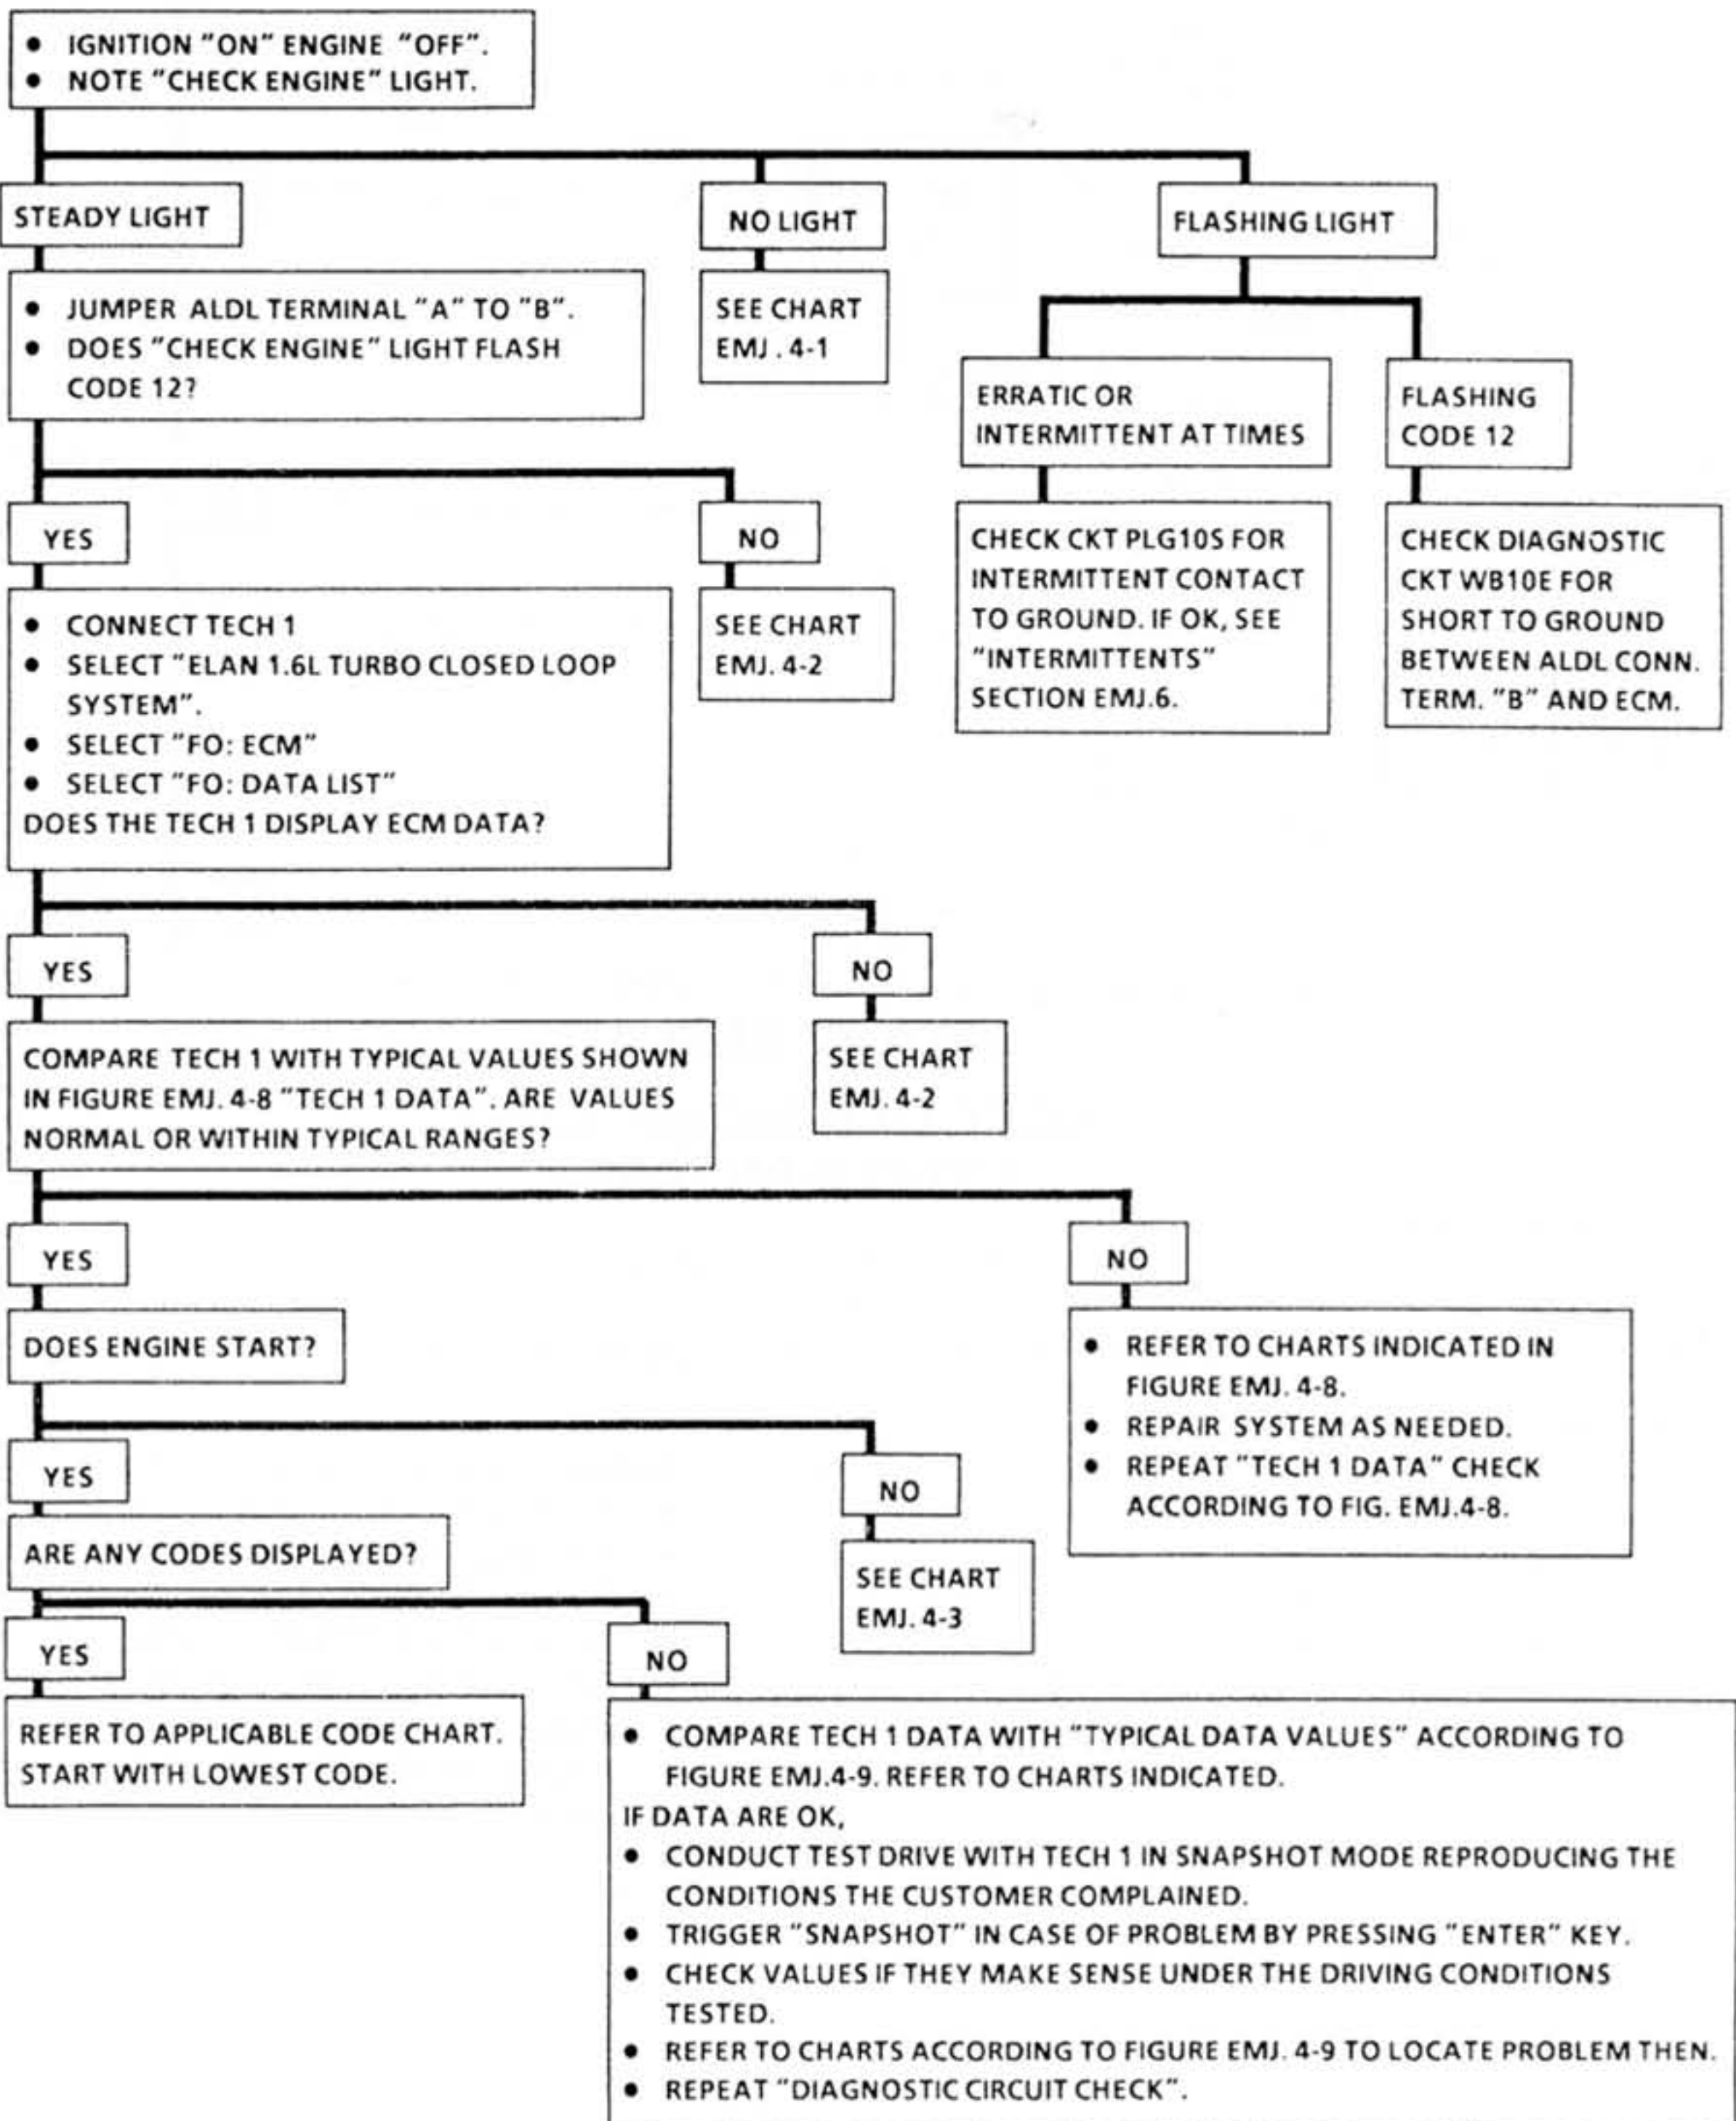 • IGNITION "ON" ENGINE "OFF".
• NOTE "CHECK ENGINE" LIGHT.
STEADY LIGHT
NO LIGHT
FLASHING LIGHT
• JUMPER ALDL TERMINAL "A" TO "B".
• DOES "CHECK ENGINE" LIGHT FLASH
CODE 12?
SEE CHART
EMJ . 4-1
ERRATIC OR
INTERMITTENT AT TIMES
FLASHING
CODE 12
YES
NO
CHECK CKT PLG10S FOR
INTERMITTENT CONTACT
TO GROUND. IF OK, SEE
"INTERMITTENTS"
SECTION EMJ.6.
CHECK DIAGNOSTIC
CKT WB10E FOR
SHORT TO GROUND
BETWEEN ALDL CONN.
TERM. "B" AND ECM.
• CONNECT TECH 1
• SELECT "ELAN 1.6L TURBO CLOSED LOOP
SYSTEM".
• SELECT "FO: ECM"
• SELECT "FO: DATA LIST"
DOES THE TECH 1 DISPLAY ECM DATA?
SEE CHART
EMJ. 4-2
YES
NO
COMPARE TECH 1 WITH TYPICAL VALUES SHOWN
IN FIGURE EMJ. 4-8 "TECH 1 DATA". ARE VALUES
NORMAL OR WITHIN TYPICAL RANGES?
SEE CHART
EMJ. 4-2
YES
NO
DOES ENGINE START?
• REFER TO CHARTS INDICATED IN
FIGURE EMJ. 4-8.
• REPAIR SYSTEM AS NEEDED.
• REPEAT "TECH 1 DATA" CHECK
ACCORDING TO FIG. EMJ.4-8.
YES
NO
ARE ANY CODES DISPLAYED?
SEE CHART
EMJ. 4-3
YES
NO
REFER TO APPLICABLE CODE CHART.
START WITH LOWEST CODE.
• COMPARE TECH 1 DATA WITH "TYPICAL DATA VALUES" ACCORDING TO
FIGURE EMJ.4-9. REFER TO CHARTS INDICATED.
IF DATA ARE OK,
• CONDUCT TEST DRIVE WITH TECH 1 IN SNAPSHOT MODE REPRODUCING THE
CONDITIONS THE CUSTOMER COMPLAINED.
• TRIGGER "SNAPSHOT" IN CASE OF PROBLEM BY PRESSING "ENTER" KEY.
• CHECK VALUES IF THEY MAKE SENSE UNDER THE DRIVING CONDITIONS
TESTED.
• REFER TO CHARTS ACCORDING TO FIGURE EMJ. 4-9 TO LOCATE PROBLEM THEN.
• REPEAT "DIAGNOSTIC CIRCUIT CHECK".